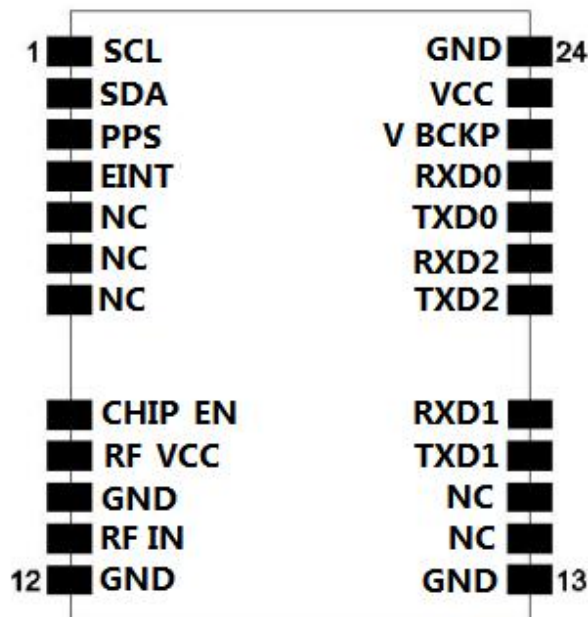 1 SCL GND 24
SDA VCC
PPS V BCKP
EINT RXD0
NC TXD0
NC RXD2
NC TXD2
CHIP EN RXD1
RF VCC TXD1
GND NC
RF IN NC
12 GND GND 13